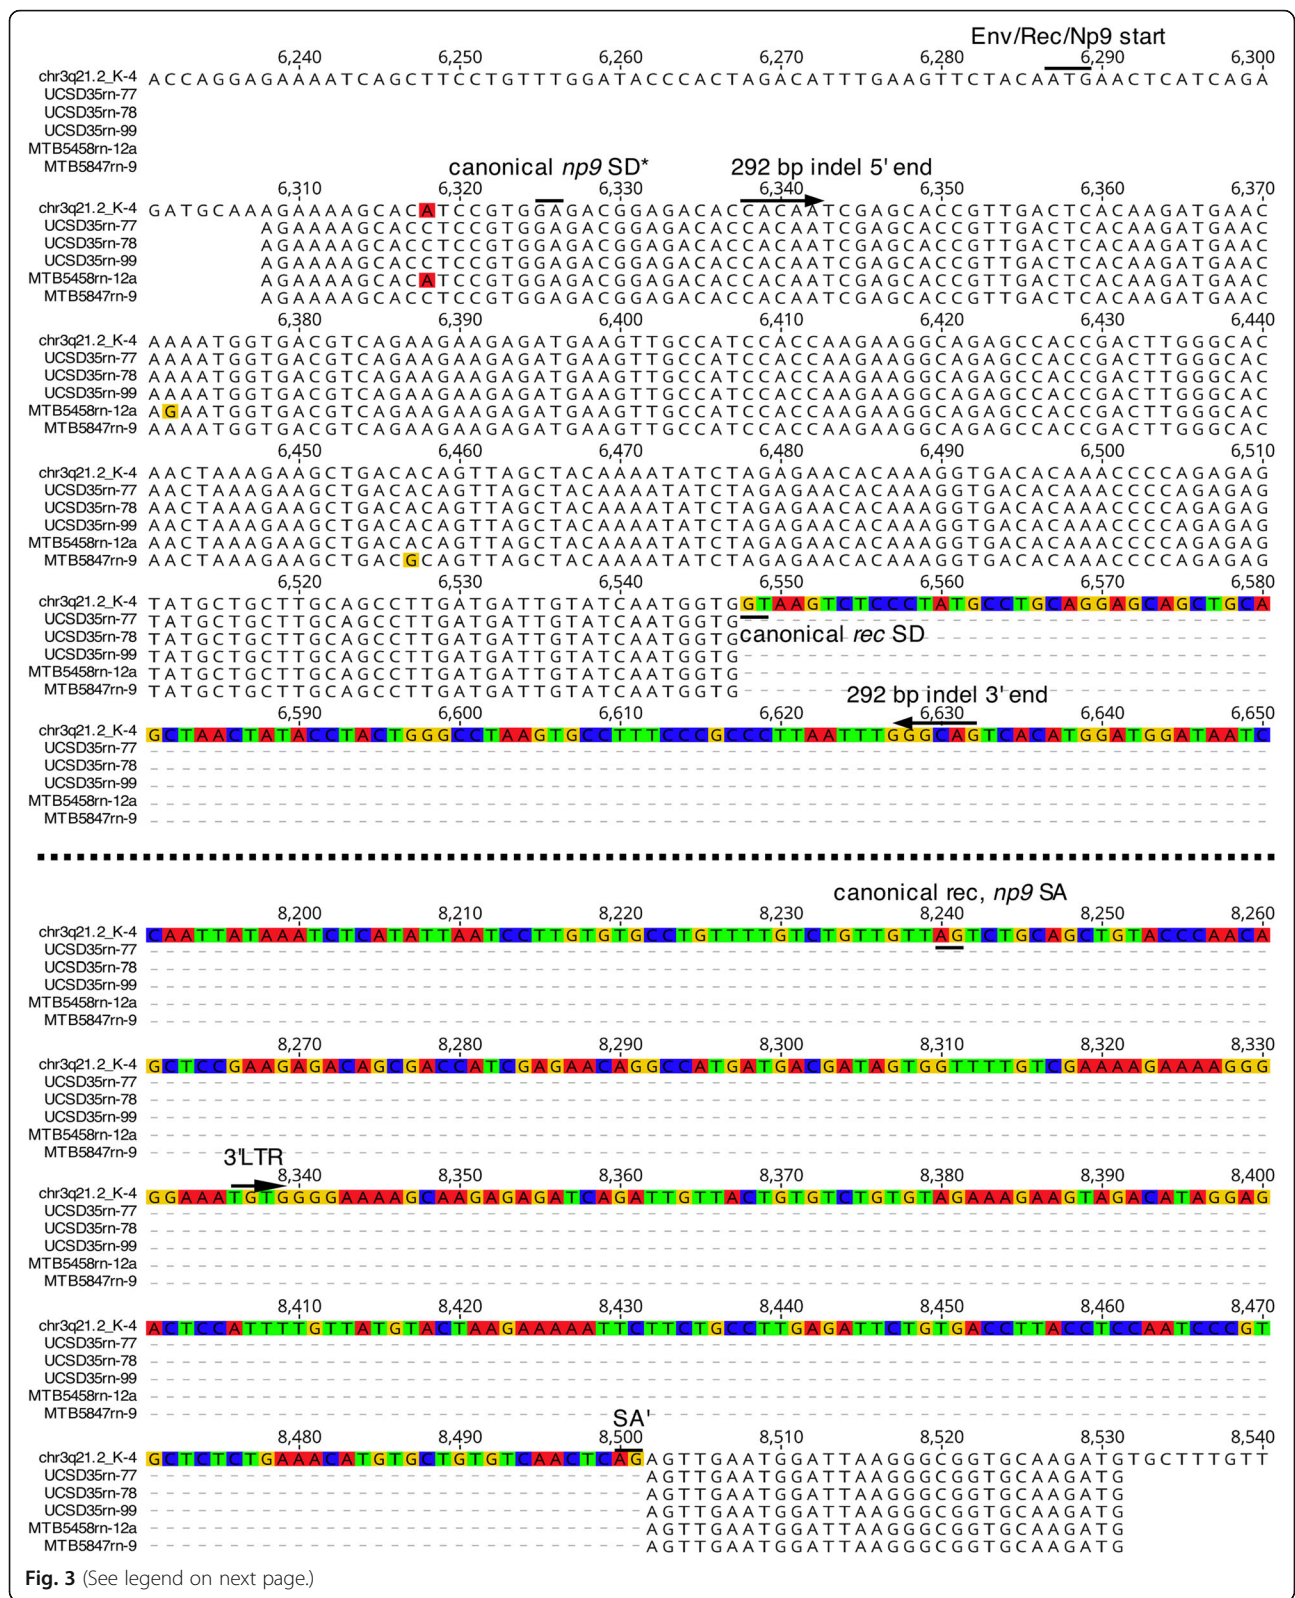 Env/Rec/Np9 start
6,240 6,250 6,260 6,270 6,280 6,290 6,300
chr3q21.2_K-4 ACCAGGAGAAAATCAGCTTCCTGTTTGGATACCCACTAGACATTTGAAGTTCTACAATGAACTCATCAGA
UCSD35rn-77
UCSD35rn-78
UCSD35rn-99
MTB5458rn-12a
MTB5847rn-9
canonical np9 SD* 292 bp indel 5' end
6,310 6,320 6,330 6,340 6,350 6,360 6,370
chr3q21.2_K-4 GATGCAAAGAAAAGCACATCCGTGGAGACGGAGACACCACAATCGAGCACCGTTGACTCACAAGATGAAC
UCSD35rn-77 AGAAAAGCACCTCCGTGGAGACGGAGACACCACAATCGAGCACCGTTGACTCACAAGATGAAC
UCSD35rn-78 AGAAAAGCACCTCCGTGGAGACGGAGACACCACAATCGAGCACCGTTGACTCACAAGATGAAC
UCSD35rn-99 AGAAAAGCACCTCCGTGGAGACGGAGACACCACAATCGAGCACCGTTGACTCACAAGATGAAC
MTB5458rn-12a AGAAAAGCACATCCGTGGAGACGGAGACACCACAATCGAGCACCGTTGACTCACAAGATGAAC
MTB5847rn-9 AGAAAAGCACCTCCGTGGAGACGGAGACACCACAATCGAGCACCGTTGACTCACAAGATGAAC
6,380 6,390 6,400 6,410 6,420 6,430 6,440
chr3q21.2_K-4 AAAATGGTGACGTCAGAAGAAGAGATGAAGTTGCCATCCACCAAGAAGGCAGAGCCACCGACTTGGGCAC
UCSD35rn-77 AAAATGGTGACGTCAGAAGAAGAGATGAAGTTGCCATCCACCAAGAAGGCAGAGCCACCGACTTGGGCAC
UCSD35rn-78 AAAATGGTGACGTCAGAAGAAGAGATGAAGTTGCCATCCACCAAGAAGGCAGAGCCACCGACTTGGGCAC
UCSD35rn-99 AAAATGGTGACGTCAGAAGAAGAGATGAAGTTGCCATCCACCAAGAAGGCAGAGCCACCGACTTGGGCAC
MTB5458rn-12a AGAATGGTGACGTCAGAAGAAGAGATGAAGTTGCCATCCACCAAGAAGGCAGAGCCACCGACTTGGGCAC
MTB5847rn-9 AAAATGGTGACGTCAGAAGAAGAGATGAAGTTGCCATCCACCAAGAAGGCAGAGCCACCGACTTGGGCAC
6,450 6,460 6,470 6,480 6,490 6,500 6,510
chr3q21.2_K-4 AACTAAAGAAGCTGACACAGTTAGCTACAAAATATCTAGAGAACACAAAGGTGACACAAACCCCAGAGAG
UCSD35rn-77 AACTAAAGAAGCTGACACAGTTAGCTACAAAATATCTAGAGAACACAAAGGTGACACAAACCCCAGAGAG
UCSD35rn-78 AACTAAAGAAGCTGACACAGTTAGCTACAAAATATCTAGAGAACACAAAGGTGACACAAACCCCAGAGAG
UCSD35rn-99 AACTAAAGAAGCTGACACAGTTAGCTACAAAATATCTAGAGAACACAAAGGTGACACAAACCCCAGAGAG
MTB5458rn-12a AACTAAAGAAGCTGACACAGTTAGCTACAAAATATCTAGAGAACACAAAGGTGACACAAACCCCAGAGAG
MTB5847rn-9 AACTAAAGAAGCTGACGCAGTTAGCTACAAAATATCTAGAGAACACAAAGGTGACACAAACCCCAGAGAG
6,520 6,530 6,540 6,550 6,560 6,570 6,580
chr3q21.2_K-4 TATGCTGCTTGCAGCCTTGATGATTGTATCAATGGTGGTAAGTCTCCCTATGCCTGCAGGAGCAGCTGCA
UCSD35rn-77 TATGCTGCTTGCAGCCTTGATGATTGTATCAATGGTG
canonical rec SD
UCSD35rn-78 TATGCTGCTTGCAGCCTTGATGATTGTATCAATGGTG
UCSD35rn-99 TATGCTGCTTGCAGCCTTGATGATTGTATCAATGGTG
MTB5458rn-12a TATGCTGCTTGCAGCCTTGATGATTGTATCAATGGTG
MTB5847rn-9 TATGCTGCTTGCAGCCTTGATGATTGTATCAATGGTG
292 bp indel 3' end
6,590 6,600 6,610 6,620 6,630 6,640 6,650
chr3q21.2_K-4 GCTAACTATACCTACTGGGCCTAAGTGCCTTTCCCGCCCTTAATTTGGGCAGTCACATGGATGGATAATC
UCSD35rn-77
UCSD35rn-78
UCSD35rn-99
MTB5458rn-12a
MTB5847rn-9
canonical rec, np9 SA
8,200 8,210 8,220 8,230 8,240 8,250 8,260
chr3q21.2_K-4 CAATTATAAATCTCATATTAATCCTTGTGTGCCTGTTTTGTCTGTTGTTAGTCTGCAGCTGTACCCAACA
UCSD35rn-77
UCSD35rn-78
UCSD35rn-99
MTB5458rn-12a
MTB5847rn-9
8,270 8,280 8,290 8,300 8,310 8,320 8,330
chr3q21.2_K-4 GCTCCGAAGAGACAGCGACCATCGAGAACAGGCCATGATGACGATAGTGGTTTTGTCGAAAAGAAAAGGG
UCSD35rn-77
UCSD35rn-78
UCSD35rn-99
MTB5458rn-12a
MTB5847rn-9
3'LTR
8,340 8,350 8,360 8,370 8,380 8,390 8,400
chr3q21.2_K-4 GGAAATGTGGGGAAAAGCAAGAGAGATCAGATTGTTACTGTGTCTGTGTAGAAAGAAGTAGACATAGGAG
UCSD35rn-77
UCSD35rn-78
UCSD35rn-99
MTB5458rn-12a
MTB5847rn-9
8,410 8,420 8,430 8,440 8,450 8,460 8,470
chr3q21.2_K-4 ACTCCATTTTGTTATGTACTAAGAAAAATTCTTCTGCCTTGAGATTCTGTGACCTTACCTCCAATCCCGT
UCSD35rn-77
UCSD35rn-78
UCSD35rn-99
MTB5458rn-12a
MTB5847rn-9
SA'
8,480 8,490 8,500 8,510 8,520 8,530 8,540
chr3q21.2_K-4 GCTCTCTGAAACATGTGCTGTGTCAACTCAGAGTTGAATGGATTAAGGGCGGTGCAAGATGTGCTTTGTT
UCSD35rn-77 AGTTGAATGGATTAAGGGCGGTGCAAGATG
UCSD35rn-78 AGTTGAATGGATTAAGGGCGGTGCAAGATG
UCSD35rn-99 AGTTGAATGGATTAAGGGCGGTGCAAGATG
MTB5458rn-12a AGTTGAATGGATTAAGGGCGGTGCAAGATG
MTB5847rn-9 AGTTGAATGGATTAAGGGCGGTGCAAGATG
Fig. 3 (See legend on next page.)